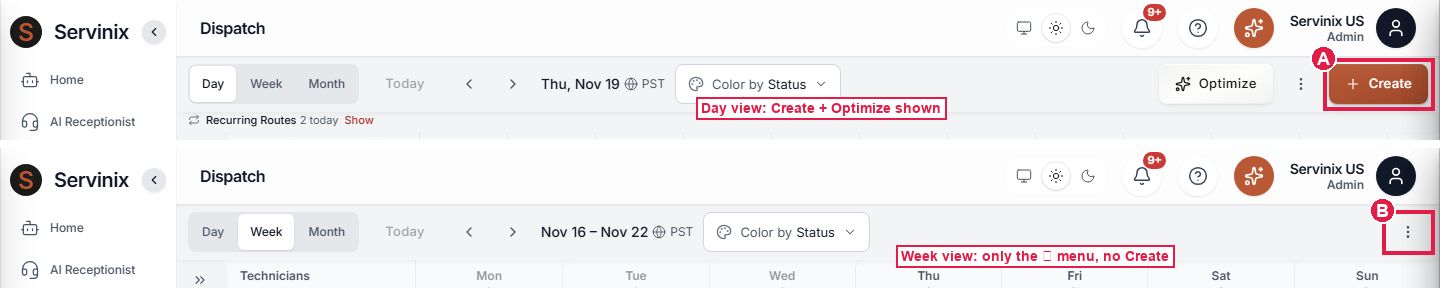 S Servinix
Dispatch
9+
Servinix US
Admin
Home
AI Receptionist
Day Week Month Today Thu, Nov 19 PST Color by Status Optimize + Create
A
Day view: Create + Optimize shown
Recurring Routes 2 today Show
S Servinix
Dispatch
9+
Servinix US
Admin
Home
AI Receptionist
Day Week Month Today Nov 16 – Nov 22 PST Color by Status
B
Week view: only the ▯ menu, no Create
Technicians Mon Tue Wed Thu Fri Sat Sun